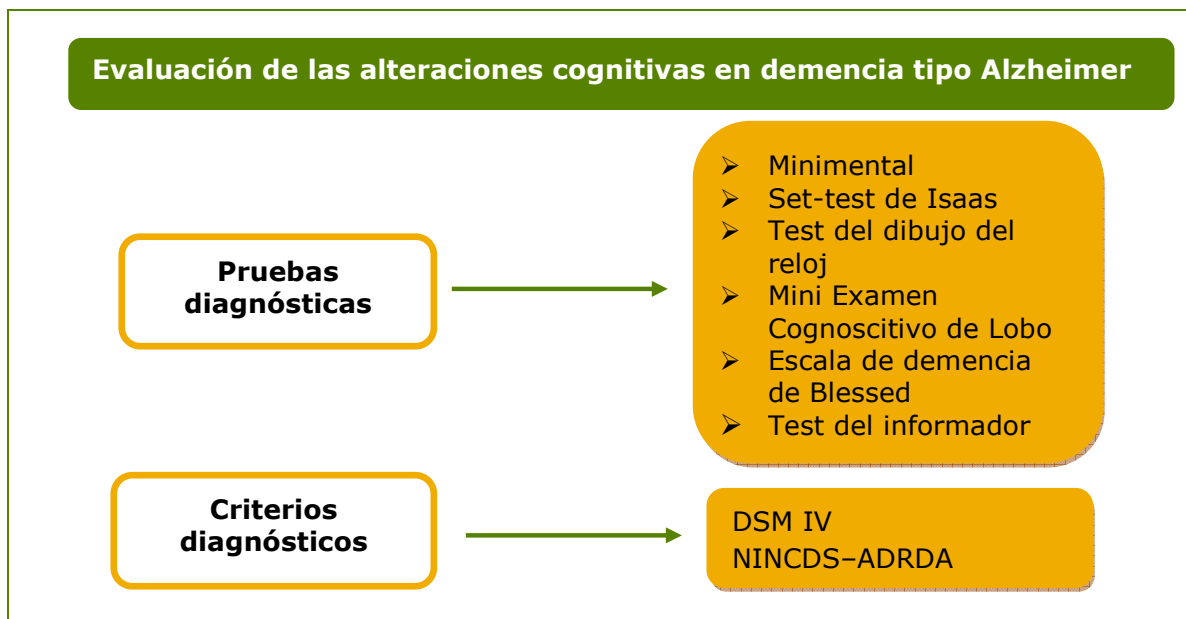 Evaluación de las alteraciones cognitivas en demencia tipo Alzheimer
Pruebas
diagnósticas
➢ Minimental
➢ Set-test de Isaas
➢ Test del dibujo del
reloj
➢ Mini Examen
Cognoscitivo de Lobo
➢ Escala de demencia
de Blessed
➢ Test del informador
Criterios
diagnósticos
DSM IV
NINCDS–ADRDA